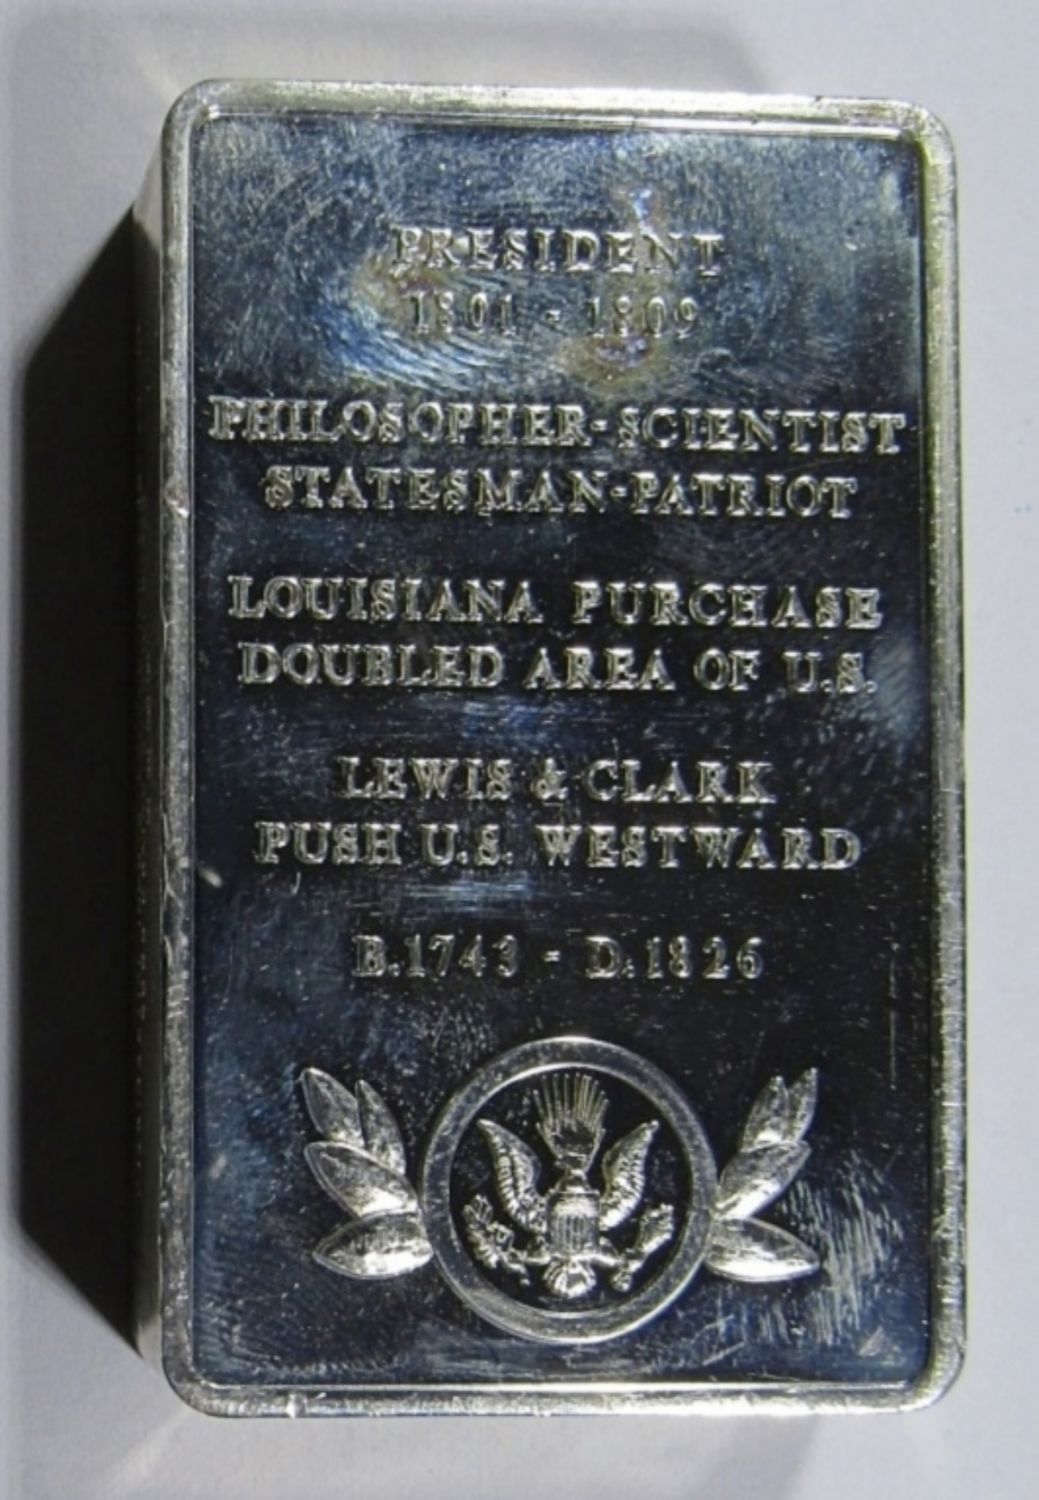 PRESIDENT
1801 - 1809
PHILOSOPHER-SCIENTIST
STATESMAN-PATRIOT
LOUISIANA PURCHASE
DOUBLED AREA OF U.S.
LEWIS & CLARK
PUSH U.S. WESTWARD
B.1743 - D.1826